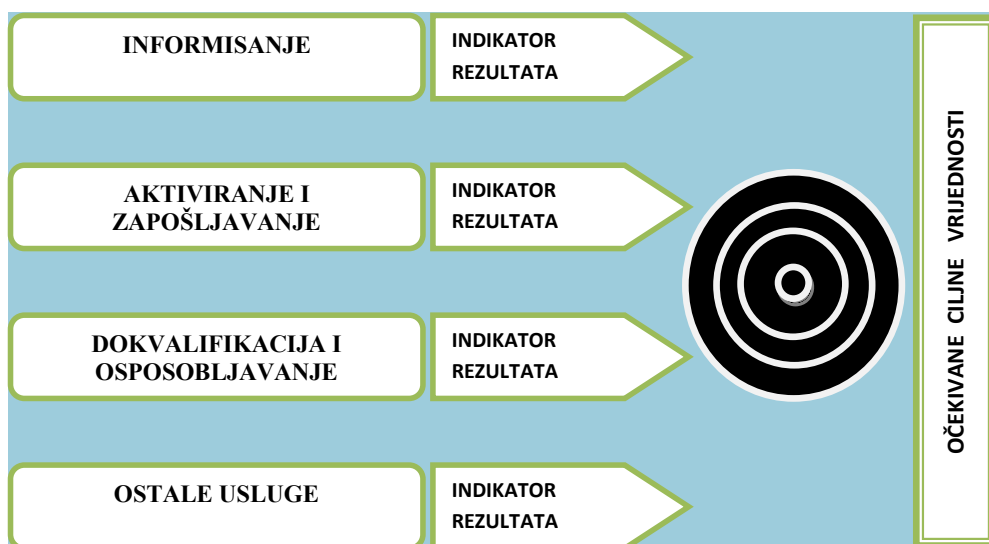 INFORMISANJE
INDIKATOR
REZULTATA
AKTIVIRANJE I
ZAPOŠLJAVANJE
INDIKATOR
REZULTATA
DOKVALIFIKACIJA I
OSPOSOBLJAVANJE
INDIKATOR
REZULTATA
OSTALE USLUGE
INDIKATOR
REZULTATA
OČEKIVANE CILJNE VRIJEDNOSTI